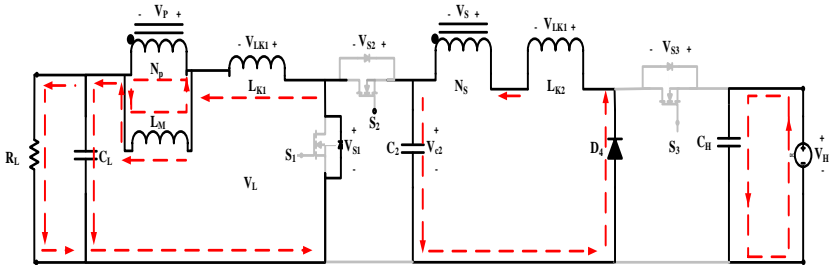 - V_P +
- V_S +
- V_LK1 +
- V_S2 +
- V_LK1 +
- V_S3 +
N_p
L_K1
N_S
L_K2
L_M
S_2
R_L
C_L
S_1
+
V_S1
-
C_2
+
V_c2
-
D_4
S_3
C_H
+
V_H
-
V_L